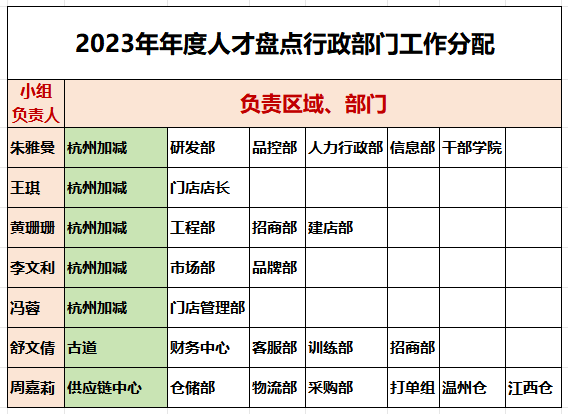 2023年年度人才盘点行政部门工作分配
小组
负责人
负责区域、部门
朱雅曼 杭州加减 研发部 品控部 人力行政部 信息部 干部学院
王琪 杭州加减 门店店长
黄珊珊 杭州加减 工程部 招商部 建店部
李文利 杭州加减 市场部 品牌部
冯蓉 杭州加减 门店管理部
舒文倩 古道 财务中心 客服部 训练部 招商部
周嘉莉 供应链中心 仓储部 物流部 采购部 打单组 温州仓 江西仓